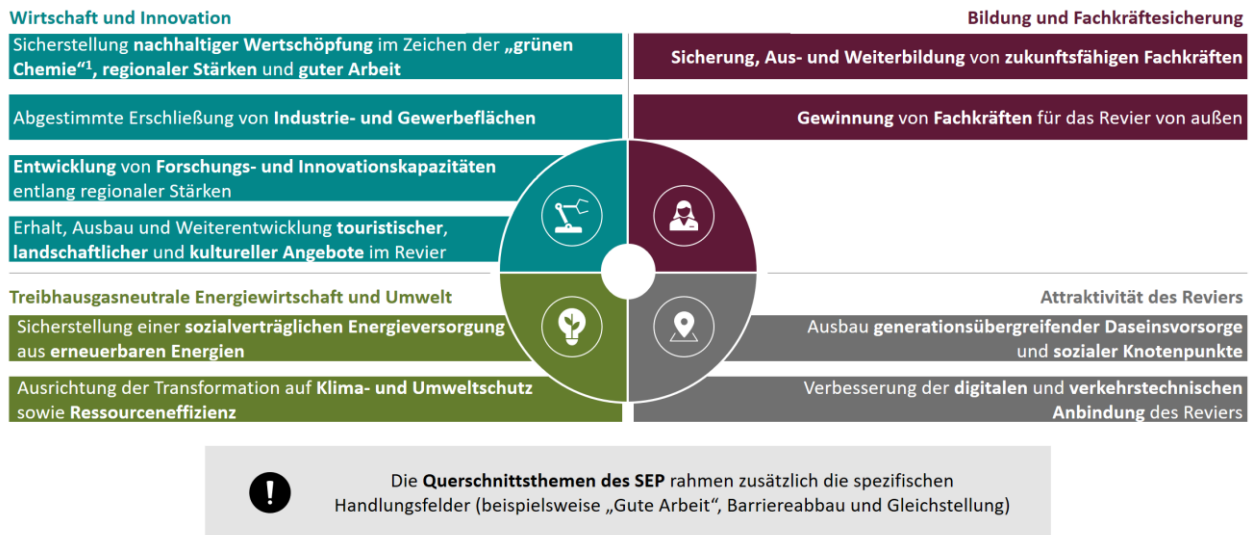 Wirtschaft und Innovation
Sicherstellung nachhaltiger Wertschöpfung im Zeichen der „grünen
Chemie“¹, regionaler Stärken und guter Arbeit
Abgestimmte Erschließung von Industrie- und Gewerbeflächen
Entwicklung von Forschungs- und Innovationskapazitäten
entlang regionaler Stärken
Erhalt, Ausbau und Weiterentwicklung touristischer,
landschaftlicher und kultureller Angebote im Revier
Bildung und Fachkräftesicherung
Sicherung, Aus- und Weiterbildung von zukunftsfähigen Fachkräften
Gewinnung von Fachkräften für das Revier von außen
Treibhausgasneutrale Energiewirtschaft und Umwelt
Sicherstellung einer sozialverträglichen Energieversorgung
aus erneuerbaren Energien
Ausrichtung der Transformation auf Klima- und Umweltschutz
sowie Ressourceneffizienz
Attraktivität des Reviers
Ausbau generationsübergreifender Daseinsvorsorge
und sozialer Knotenpunkte
Verbesserung der digitalen und verkehrstechnischen
Anbindung des Reviers
Die Querschnittsthemen des SEP rahmen zusätzlich die spezifischen
Handlungsfelder (beispielsweise „Gute Arbeit“, Barriereabbau und Gleichstellung)